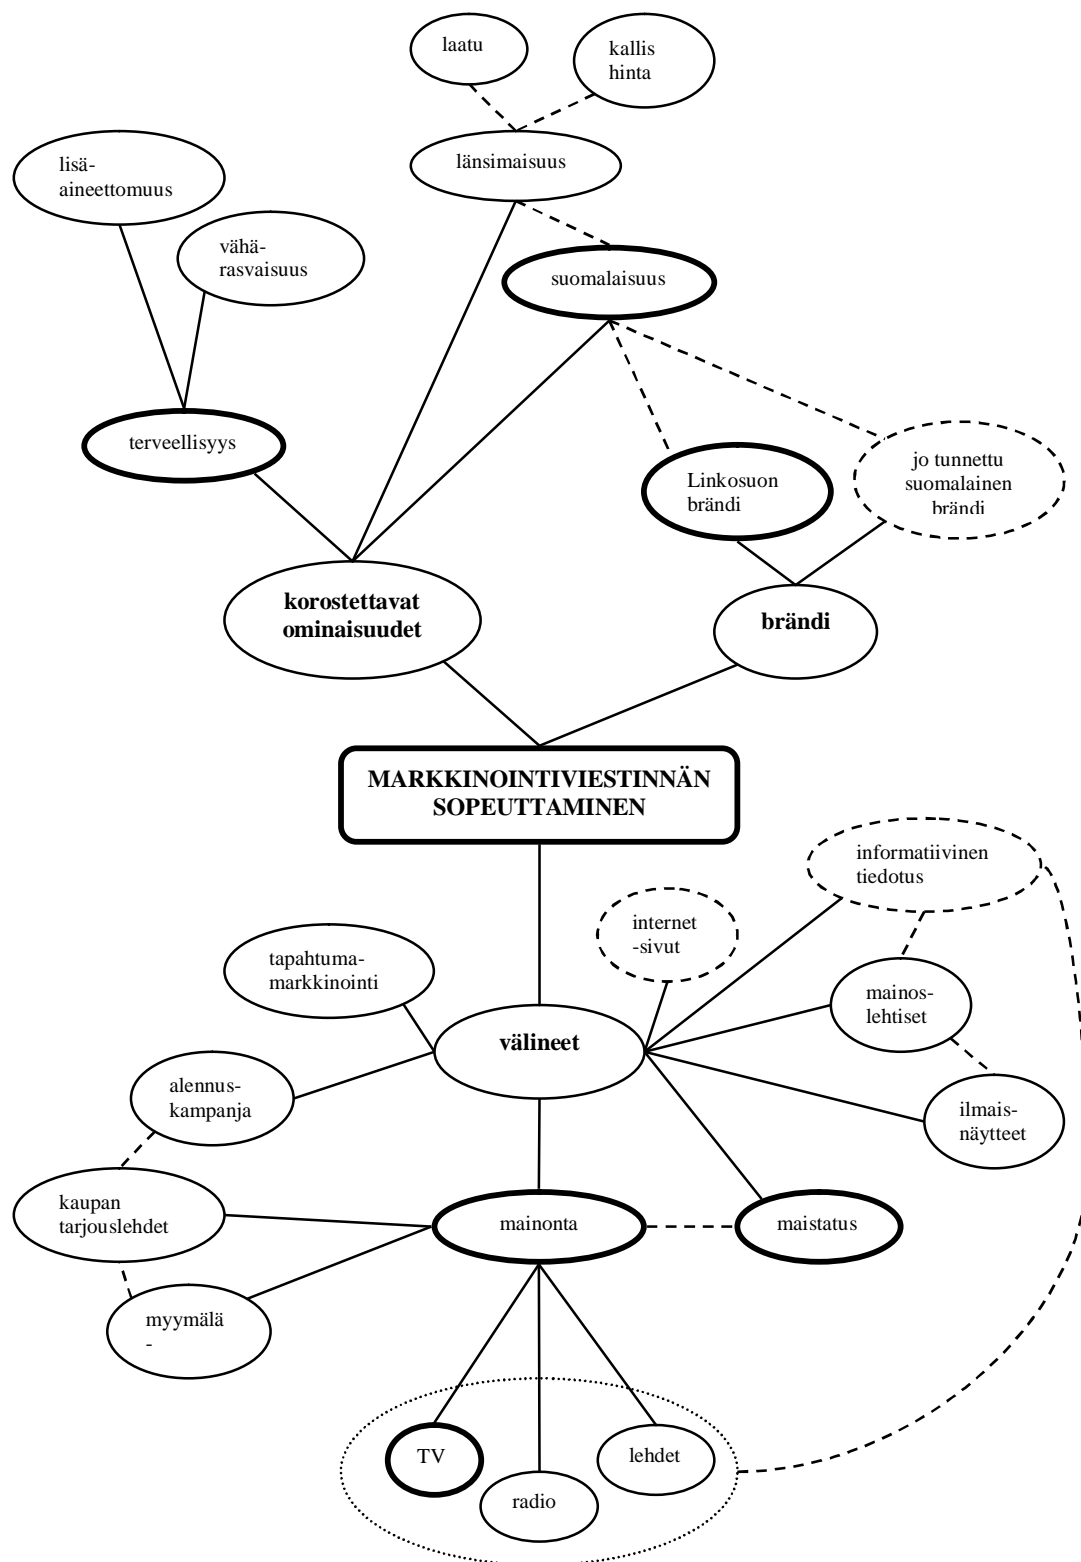 laatu
kallis
hinta
länsimaisuus
lisä-
aineettomuus
vähä-
rasvaisuus
suomalaisuus
terveellisyys
Linkosuon
brändi
jo tunnettu
suomalainen
brändi
korostettavat
ominaisuudet
brändi
MARKKINOINTIVIESTINNÄN
SOPEUTTAMINEN
informatiivinen
tiedotus
internet
-sivut
tapahtuma-
markkinointi
mainos-
lehtiset
välineet
alennus-
kampanja
ilmais-
näytteet
kaupan
tarjouslehdet
mainonta
maistatus
myymälä
-
TV
lehdet
radio